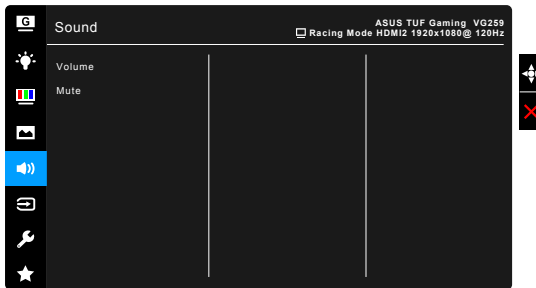 G
Sound
ASUS TUF Gaming VG259
Racing Mode HDMI2 1920x1080@ 120Hz
Volume
Mute